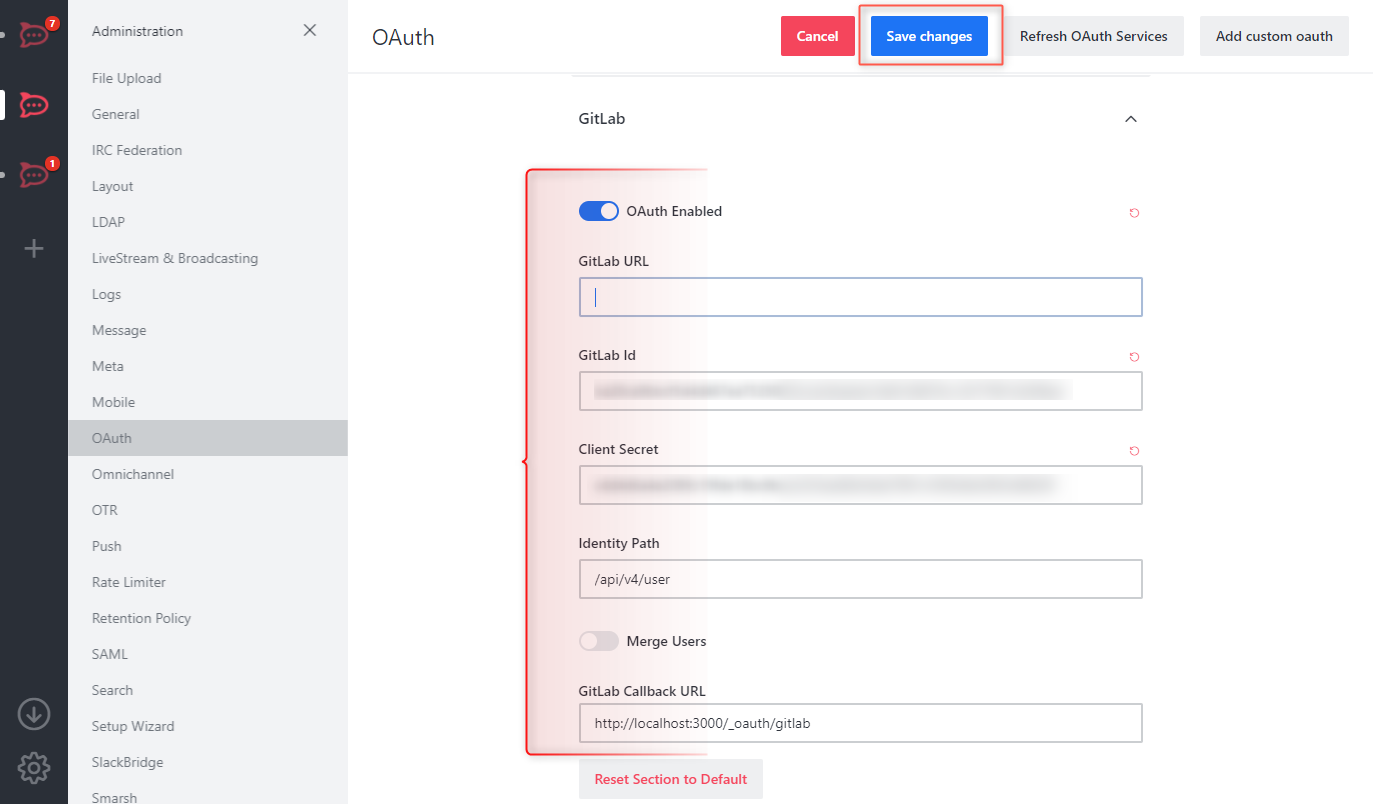 7
1
Administration
File Upload
General
IRC Federation
Layout
LDAP
LiveStream & Broadcasting
Logs
Message
Meta
Mobile
OAuth
Omnichannel
OTR
Push
Rate Limiter
Retention Policy
SAML
Search
Setup Wizard
SlackBridge
Smarsh
OAuth
Cancel
Save changes
Refresh OAuth Services
Add custom oauth
GitLab
OAuth Enabled
GitLab URL
GitLab Id
Client Secret
Identity Path
/api/v4/user
Merge Users
GitLab Callback URL
http://localhost:3000/_oauth/gitlab
Reset Section to Default